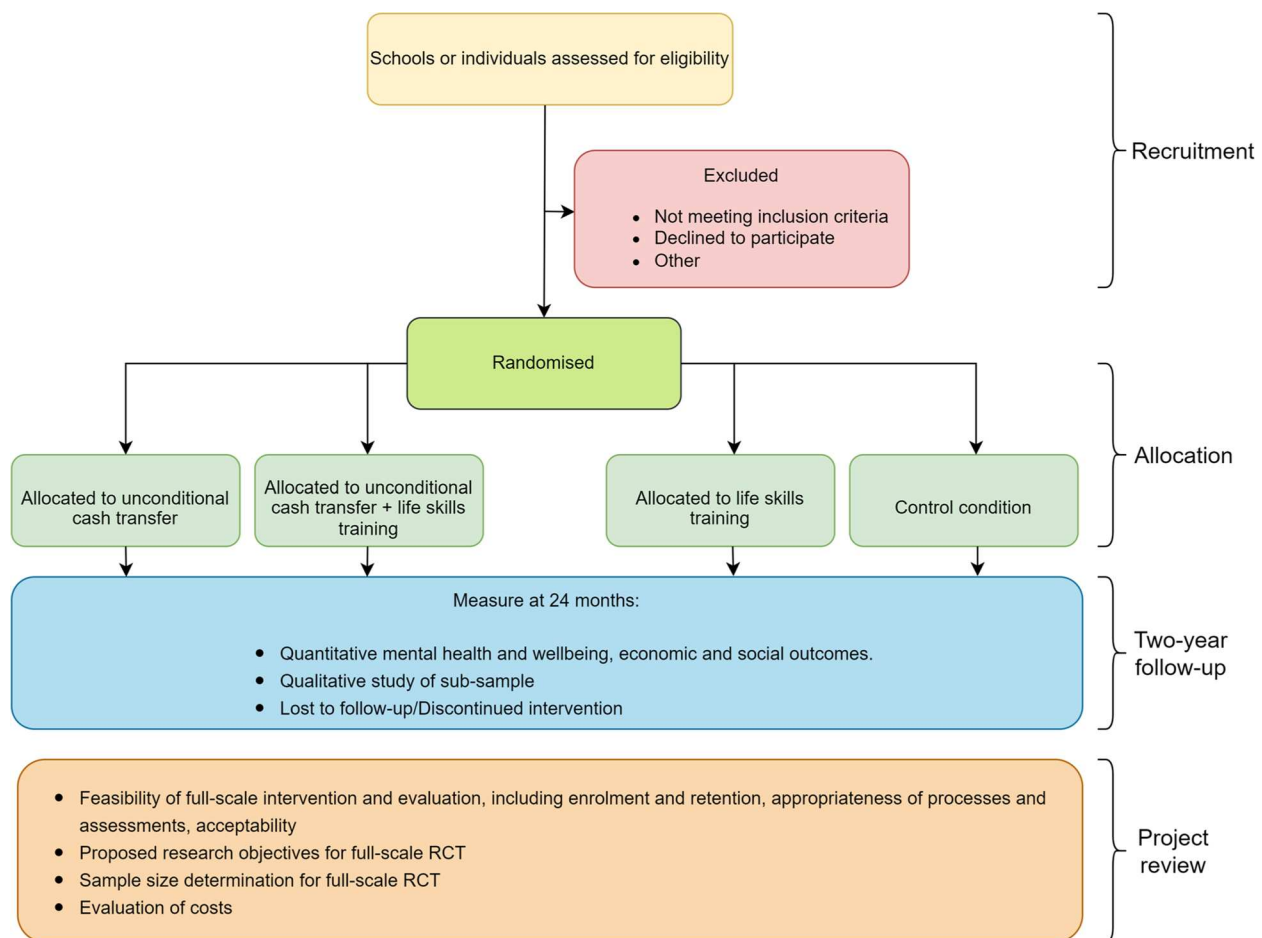 Schools or individuals assessed for eligibility
Recruitment
Excluded
• Not meeting inclusion criteria
• Declined to participate
• Other
Randomised
Allocation
Allocated to unconditional
cash transfer
Allocated to unconditional
cash transfer + life skills
training
Allocated to life skills
training
Control condition
Measure at 24 months:
• Quantitative mental health and wellbeing, economic and social outcomes.
• Qualitative study of sub-sample
• Lost to follow-up/Discontinued intervention
Two-year
follow-up
• Feasibility of full-scale intervention and evaluation, including enrolment and retention, appropriateness of processes and
assessments, acceptability
• Proposed research objectives for full-scale RCT
• Sample size determination for full-scale RCT
• Evaluation of costs
Project
review